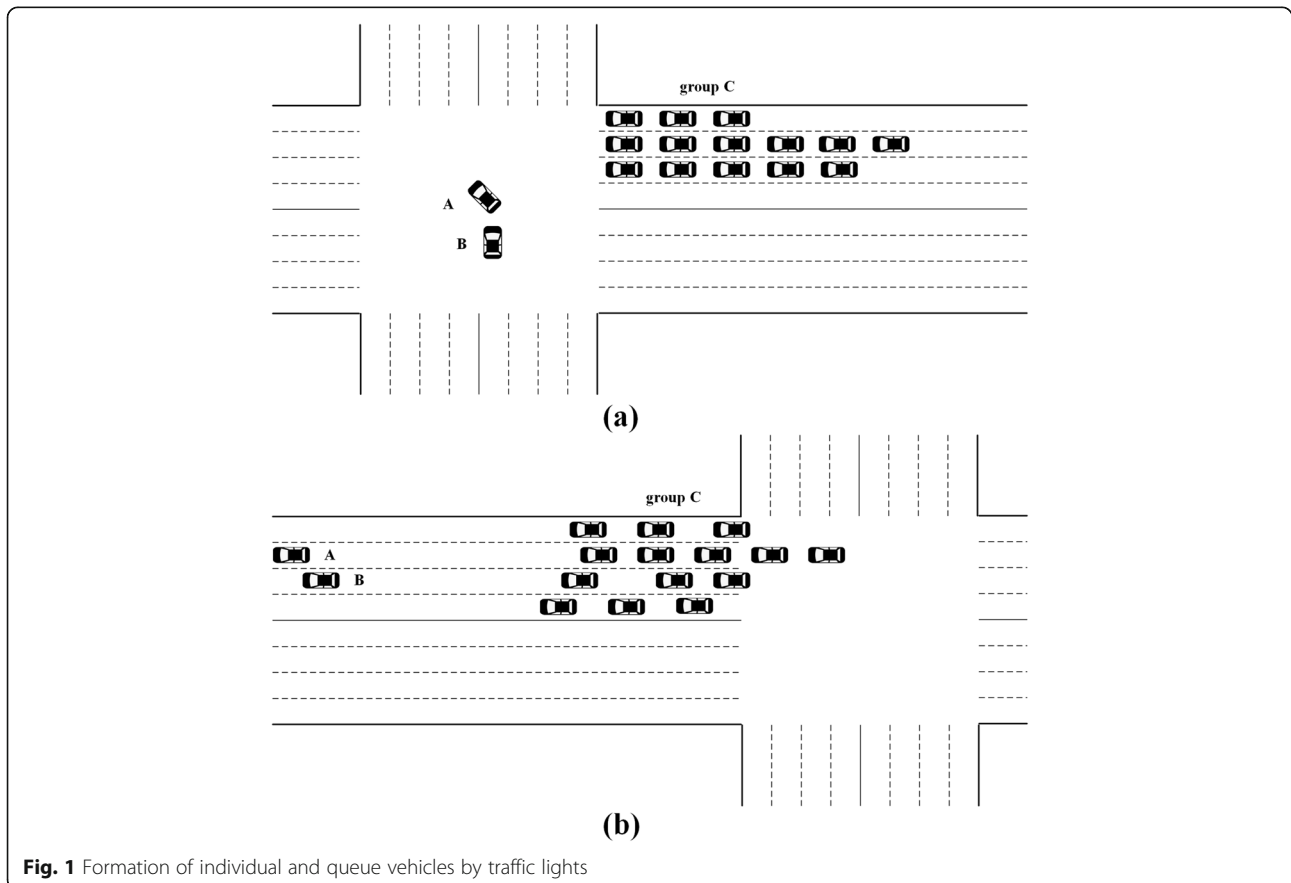 group C
A
B
(a)
group C
A
B
(b)
Fig. 1 Formation of individual and queue vehicles by traffic lights